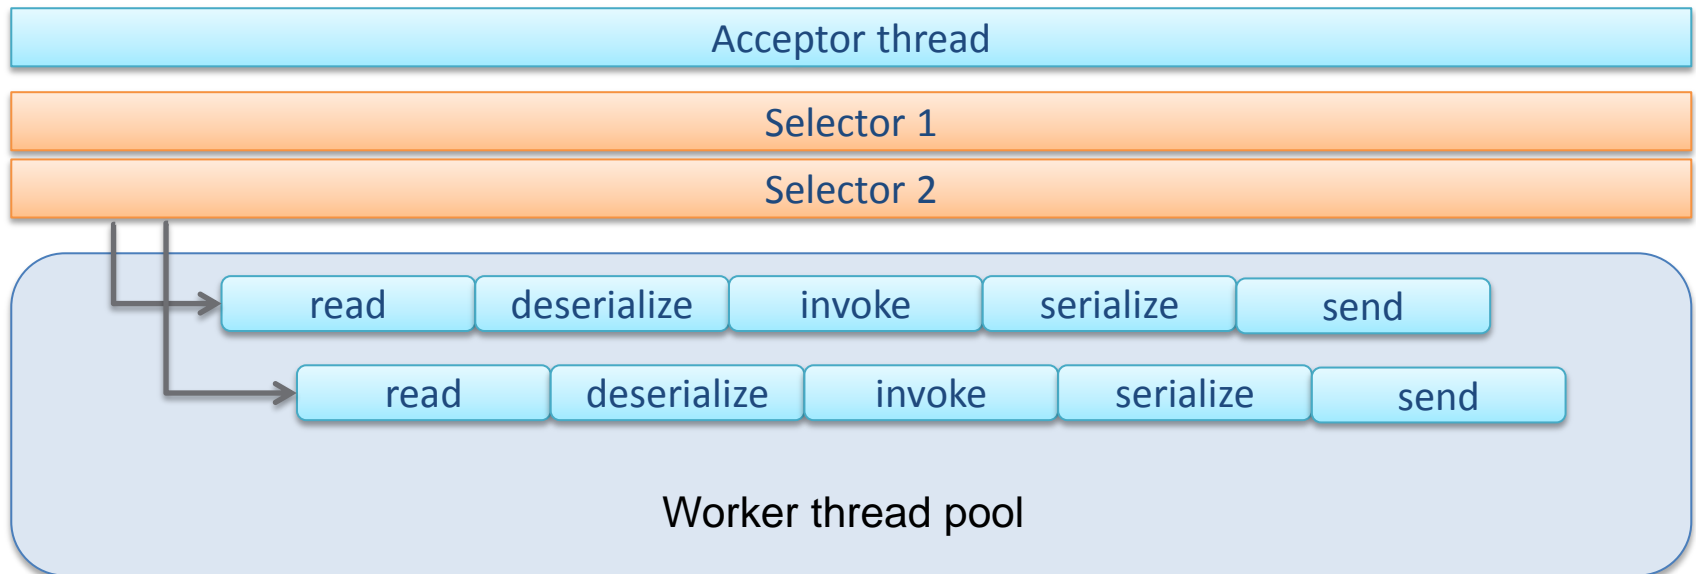 Acceptor thread
Selector 1
Selector 2
read deserialize invoke serialize send
read deserialize invoke serialize send
Worker thread pool